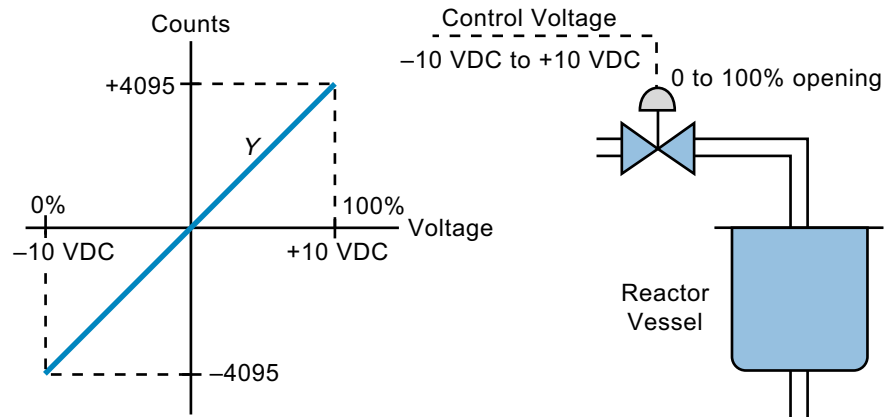 Counts
+4095
Y
0%
100%
Voltage
–10 VDC
+10 VDC
–4095
Control Voltage
–10 VDC to +10 VDC
0 to 100% opening
Reactor
Vessel